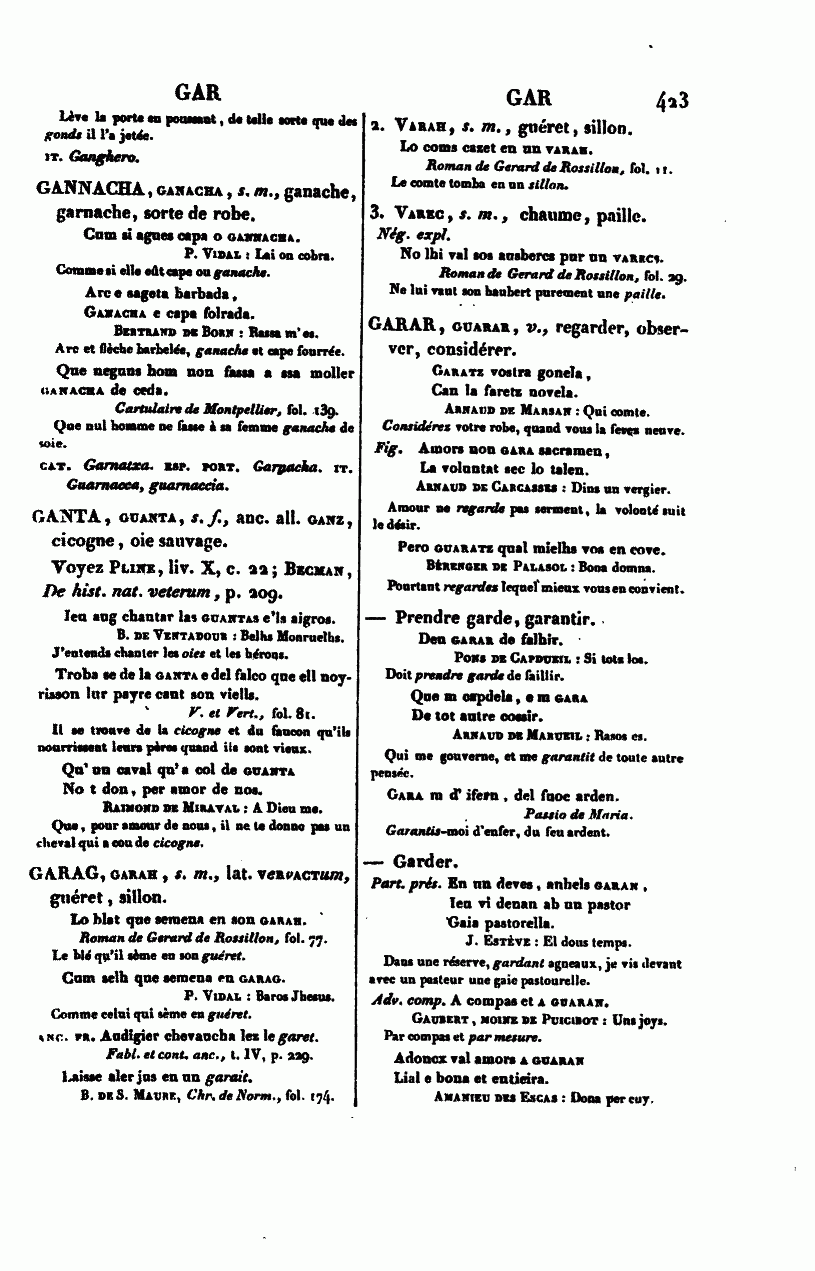 GAR
Lève la porte en poussant, de telle sorte que des
gonds il l'a jetée.
IT. Ganghero.
GANNACHA, GANACHA, s. m., ganache,
garnache, sorte de robe.
Cum si agues capa o GANNACHA.
P. VIDAL : Lai on cobra.
Comme si elle eût cape ou ganache.
Arc e sageta barbada,
GANACHA e capa folrada.
BERTRAND DE BORN : Rassa m'es.
Arc et flèche barbelée, ganache et cape fourrée.
Que neguns hom non fassa a ssa moller
GANACHA de ceda.
Cartulaire de Montpellier, fol. 139.
Que nul homme ne fasse à sa femme ganache de
soie.
CAT. Garnatxa. ESP. PORT. Garnacha. IT.
Guarnacca, guarnaccia.
GANTA, GUANTA, s. f., anc. all. GANZ,
cicogne, oie sauvage.
Voyez PLINE, liv. X, c. 22; BECMAN,
De hist. nat. veterum, p. 209.
Ieu aug chantar las GUANTAS e'ls aigros.
B. DE VENTADOUR : Belhs Monruelhs.
J'entends chanter les oies et les hérons.
Troba se de la GANTA e del falco que ell noy-
risson lur payre cant son viells.
V. et Vert., fol. 81.
Il se trouve de la cicogne et du faucon qu'ils
nourrissent leurs pères quand ils sont vieux.
Qu'un caval qu'a col de GUANTA
No t don, per amor de nos.
RAIMOND DE MIRAVAL : A Dieu me.
Que, pour amour de nous, il ne te donne pas un
cheval qui a cou de cicogne.
GARAG, GARAH, s. m., lat. VERVACTUM,
guéret, sillon.
Lo blat que semena en son GARAH.
Roman de Gerard de Rossillon, fol. 77.
Le blé qu'il sème en son guéret.
Cum selh que semena en GARAG.
P. VIDAL : Baros Jhesus.
Comme celui qui sème en guéret.
ANC. FR. Audigier chevaucha lez le garet.
Fabl. et cont. anc., t. IV, p. 229.
Laisse aler jus en un garait.
B. DE S. MAURE, Chr. de Norm., fol. 174.
GAR 423
2. VARAH, s. m., guéret, sillon.
Lo coms cazet en un VARAH.
Roman de Gerard de Rossillon, fol. 11.
Le comte tomba en un sillon.
3. VAREC, s. m., chaume, paille.
Nég. expl.
No lhi val sos ausbercs pur un VARECS.
Roman de Gerard de Rossillon, fol. 29.
Ne lui vaut son haubert purement une paille.
GARAR, GUARAR, v., regarder, obser-
ver, considérer.
GARATZ vostra gonela,
Can la faretz novela.
ARNAUD DE MARSAN : Qui comte.
Considérez votre robe, quand vous la ferez neuve.
Fig. Amors non GARA sacramen,
La voluntat sec lo talen.
ARNAUD DE CARCASSES : Dins un vergier.
Amour ne regarde pas serment, la volonté suit
le désir.
Pero GUARATZ qual mielhs vos en cove.
BÉRENGER DE PALASOL : Bona domna.
Pourtant regardez lequel mieux vous en convient.
— Prendre garde, garantir.
Deu GARAR de falhir.
PONS DE CAPDUEIL : Si tots los.
Doit prendre garde de faillir.
Que m capdela, e m GARA
De tot autre cossir.
ARNAUD DE MARUEIL : Rasos es.
Qui me gouverne, et me garantit de toute autre
pensée.
GARA m d'ifern, del fuoc arden.
Passio de Maria.
Garantis-moi d'enfer, du feu ardent.
— Garder.
Part. prés. En un deves, anhels GARAN,
Ieu vi denan ab un pastor
Gaia pastorella.
J. ESTÈVE : El dous temps.
Dans une réserve, gardant agneaux, je vis devant
avec un pasteur une gaie pastourelle.
Adv. comp. A compas et A GUARAN.
GAUBERT, MOINE DE PUICIBOT : Uns joys.
Par compas et par mesure.
Adoncx val amors A GUARAN
Lial e bona et entieira.
AMANIEU DES ESCAS : Dona per cuy.